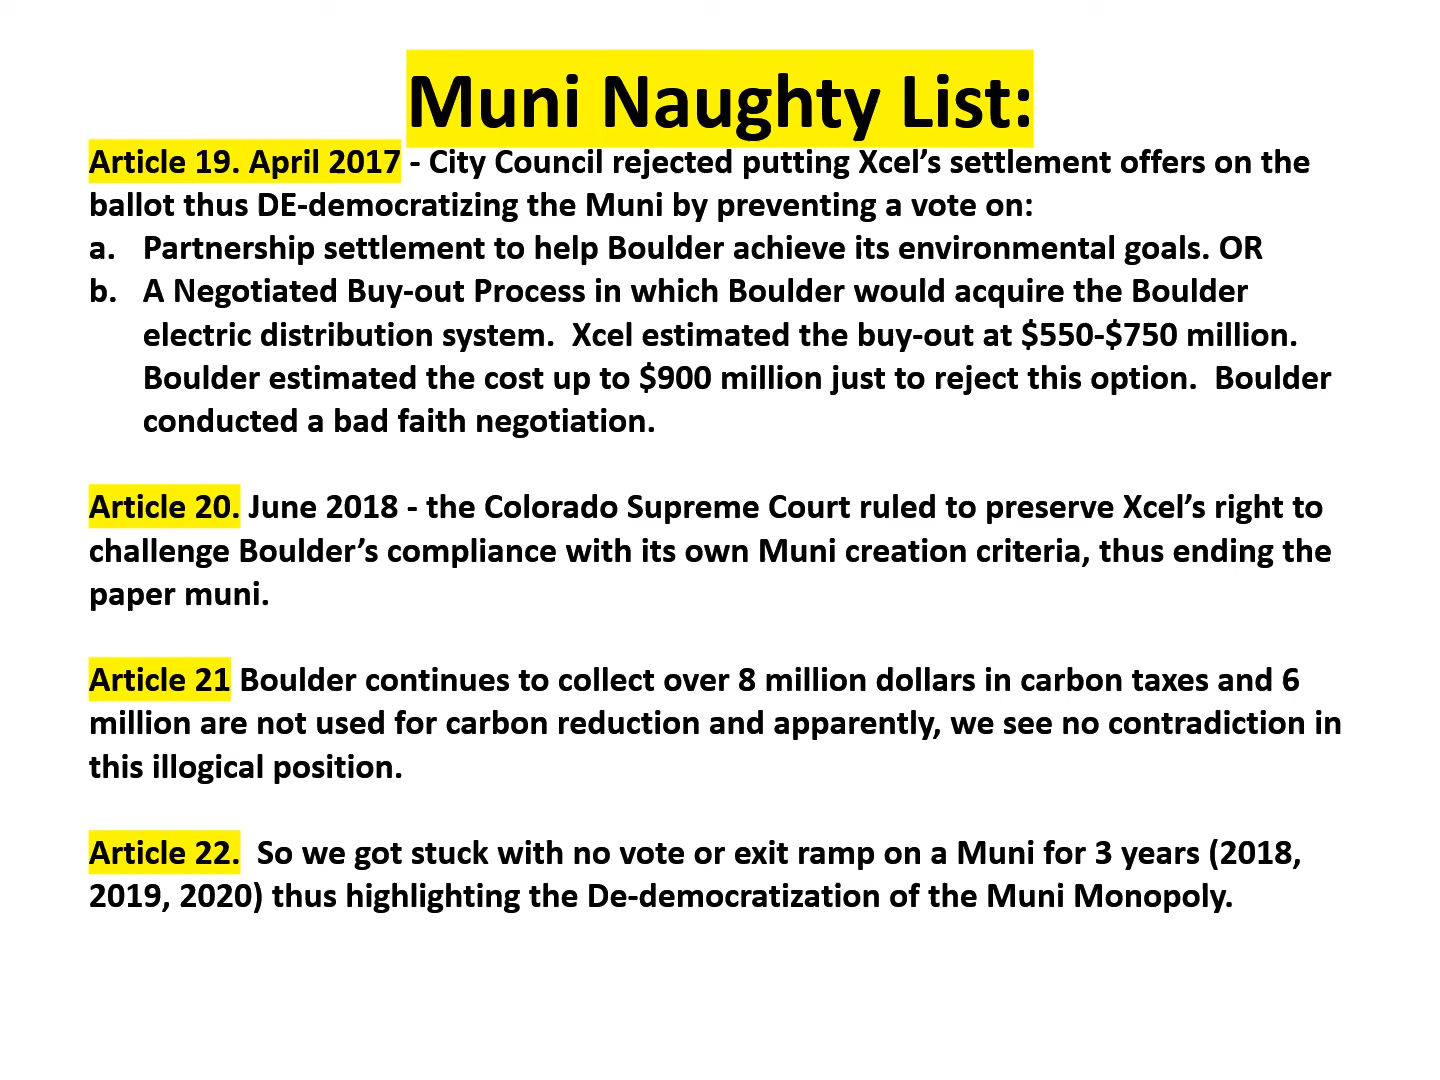 Muni Naughty List:
Article 19. April 2017 - City Council rejected putting Xcel’s settlement offers on the
ballot thus DE-democratizing the Muni by preventing a vote on:
a. Partnership settlement to help Boulder achieve its environmental goals. OR
b. A Negotiated Buy-out Process in which Boulder would acquire the Boulder
electric distribution system.  Xcel estimated the buy-out at $550-$750 million.
Boulder estimated the cost up to $900 million just to reject this option.  Boulder
conducted a bad faith negotiation.
Article 20. June 2018 - the Colorado Supreme Court ruled to preserve Xcel’s right to
challenge Boulder’s compliance with its own Muni creation criteria, thus ending the
paper muni.
Article 21 Boulder continues to collect over 8 million dollars in carbon taxes and 6
million are not used for carbon reduction and apparently, we see no contradiction in
this illogical position.
Article 22.  So we got stuck with no vote or exit ramp on a Muni for 3 years (2018,
2019, 2020) thus highlighting the De-democratization of the Muni Monopoly.